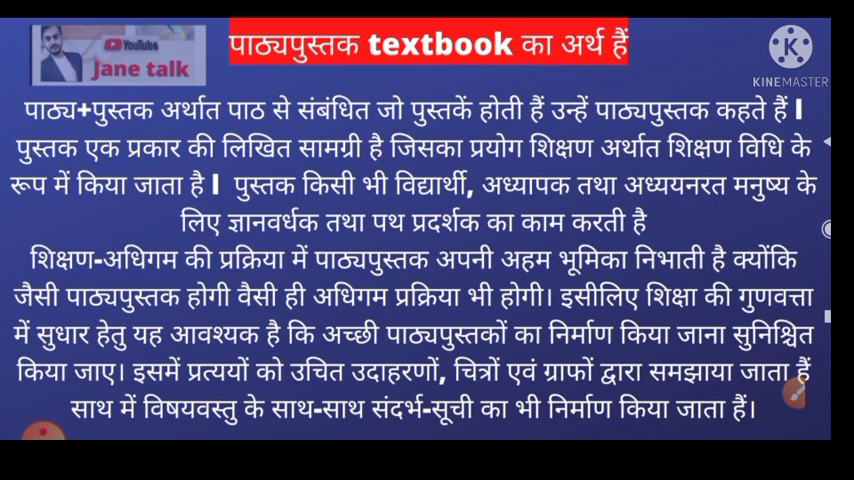 YouTube
Jane talk
पाठ्यपुस्तक textbook का अर्थ हैं
KINEMASTER
पाठ्य+पुस्तक अर्थात पाठ से संबंधित जो पुस्तकें होती हैं उन्हें पाठ्यपुस्तक कहते हैं I
पुस्तक एक प्रकार की लिखित सामग्री है जिसका प्रयोग शिक्षण अर्थात शिक्षण विधि के
रूप में किया जाता है I पुस्तक किसी भी विद्यार्थी, अध्यापक तथा अध्ययनरत मनुष्य के
लिए ज्ञानवर्धक तथा पथ प्रदर्शक का काम करती है
शिक्षण-अधिगम की प्रक्रिया में पाठ्यपुस्तक अपनी अहम भूमिका निभाती है क्योंकि
जैसी पाठ्यपुस्तक होगी वैसी ही अधिगम प्रक्रिया भी होगी। इसीलिए शिक्षा की गुणवत्ता
में सुधार हेतु यह आवश्यक है कि अच्छी पाठ्यपुस्तकों का निर्माण किया जाना सुनिश्चित
किया जाए। इसमें प्रत्ययों को उचित उदाहरणों, चित्रों एवं ग्राफों द्वारा समझाया जाता हैं
साथ में विषयवस्तु के साथ-साथ संदर्भ-सूची का भी निर्माण किया जाता हैं।